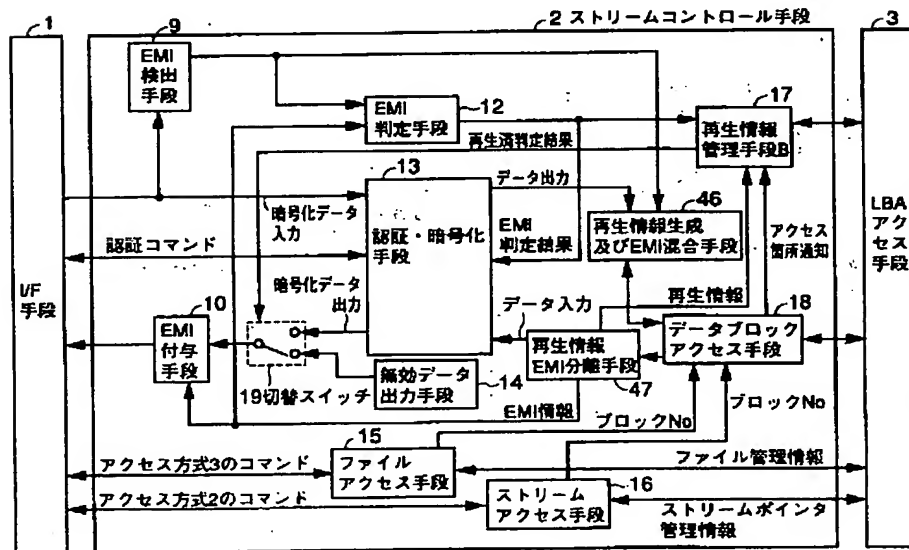 1
2 ストリームコントロール手段
3
9
EMI
検出
手段
12
EMI
判定手段
17
再生情報
管理手段B
再生済判定結果
13
データ出力
暗号化データ
入力
認証・暗号化
手段
EMI
判定結果
46
再生情報生成
及びEMI混合手段
アクセス
箇所通知
LBA
アクセス
手段
認証コマンド
I/F
手段
10
EMI
付与
手段
暗号化データ
出力
データ入力
再生情報
18
データブロック
アクセス手段
再生情報
EMI分離手段
47
19切替スイッチ
無効データ
出力手段
14
EMI情報
ブロックNo
ブロックNo
15
ファイル
アクセス手段
アクセス方式3のコマンド
ファイル管理情報
アクセス方式2のコマンド
16
ストリーム
アクセス手段
ストリームポインタ
管理情報